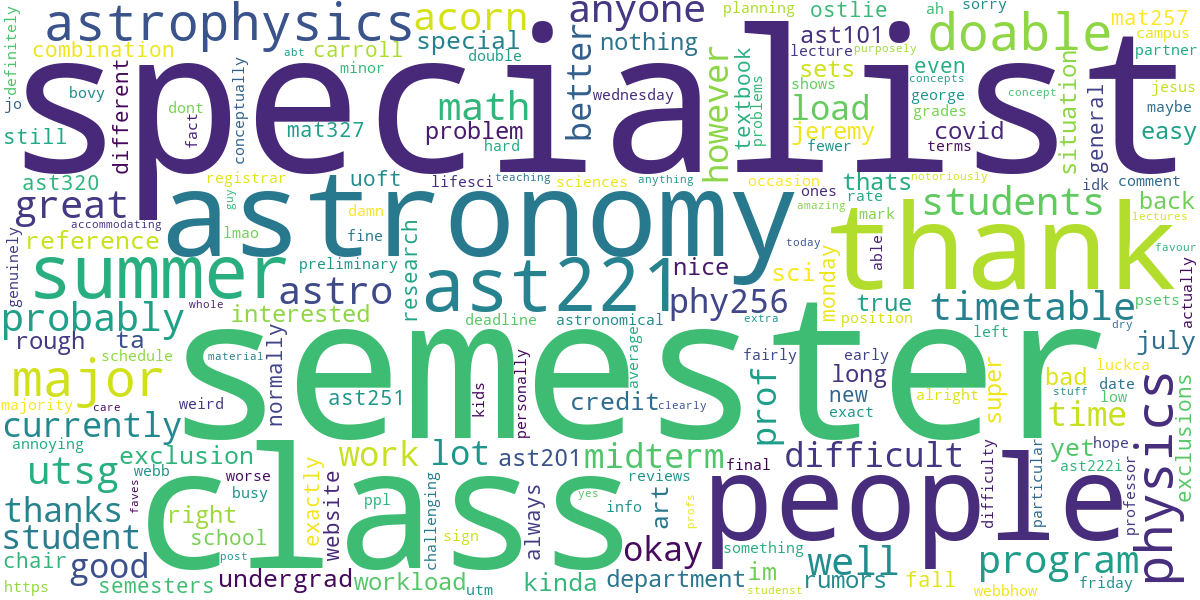 specialist
semester
astronomy
class
people
thank
ast221
summer
astrophysics
major
math
doable
acorn
anyone
physics
astro
great
probably
utsg
student
students
timetable
phy256
difficult
program
well
good
thanks
currently
better
however
load
prof
midterm
work
lot
okay
time
special
combination
carroll
double
nothing
planning
ostlie
ah
sorry
ast101
mat257
campus
partner
definitely
abt
minor
bovy
jo
still
different
dont
fact
conceptually
mat327
problem
hard
wednesday
textbook
problems
lecture
purposely
sets
shows
jeremy
fewer
even
george
concepts
concept
grades
covid
terms
situation
general
jesus
maybe
easy
ast320
registrar
uoft
lifesci
teaching
sciences
anything
occasion
ones
amazing
thats
notoriously
rate
mark
idk
comment
back
lectures
favour
accommodating
guy
lmao
damn
fine
reference
genuinely
preliminary
research
nice
sci
monday
today
able
true
position
psets
actually
whole
interested
deadline
astronomical
extra
left
dry
july
rough
ta
schedule
material
normally
average
fairly
early
long
new
exact
alright
super
bad
date
low
stuff
luckca
majority
care
weird
ast251
kids
personally
credit
clearly
yet
hope
exclusions
annoying
exclusion
webb
worse
busy
faves
exactly
website
ppl
challenging
ast201
always
yes
reviews
info
art
profs
final
difficulty
particular
ast222i
professor
right
school
post
sign
something
chair
https
semesters
undergrad
workload
utm
kinda
department
im
studenst
rumors
fall
webbhow
friday